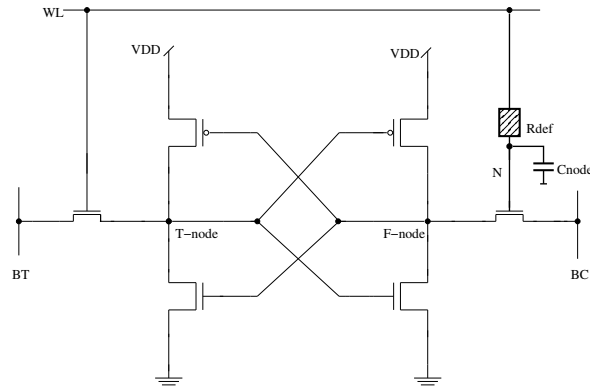 WL
VDD
VDD
Rdef
N
Cnode
T-node
F-node
BT
BC